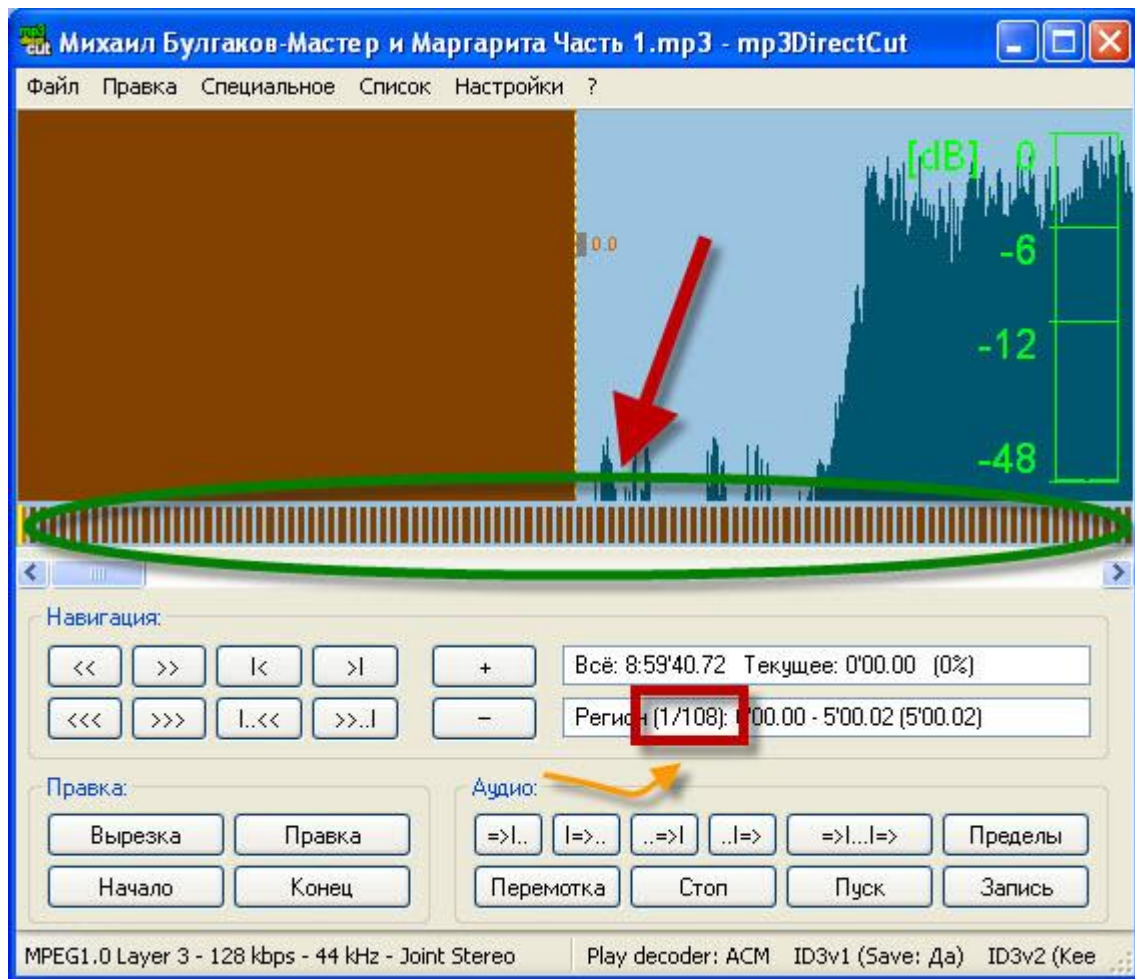 Михаил Булгаков-Мастер и Маргарита Часть 1.mp3 - mp3DirectCut
Файл Правка Специальное Список Настройки ?
[dB] 0
0.0
-6
-12
-48
Навигация:
<< >> |< >| + Всё: 8:59'40.72 Текущее: 0'00.00 (0%)
<<< >>> |..<< >>..| – Регион (1/108): 0'00.00 - 5'00.02 (5'00.02)
Правка: Аудио:
Вырезка Правка =>|.. |=>.. ..=>| ..|=> =>|...|=> Пределы
Начало Конец Перемотка Стоп Пуск Запись
MPEG1.0 Layer 3 - 128 kbps - 44 kHz - Joint Stereo Play decoder: ACM ID3v1 (Save: Да) ID3v2 (Kee